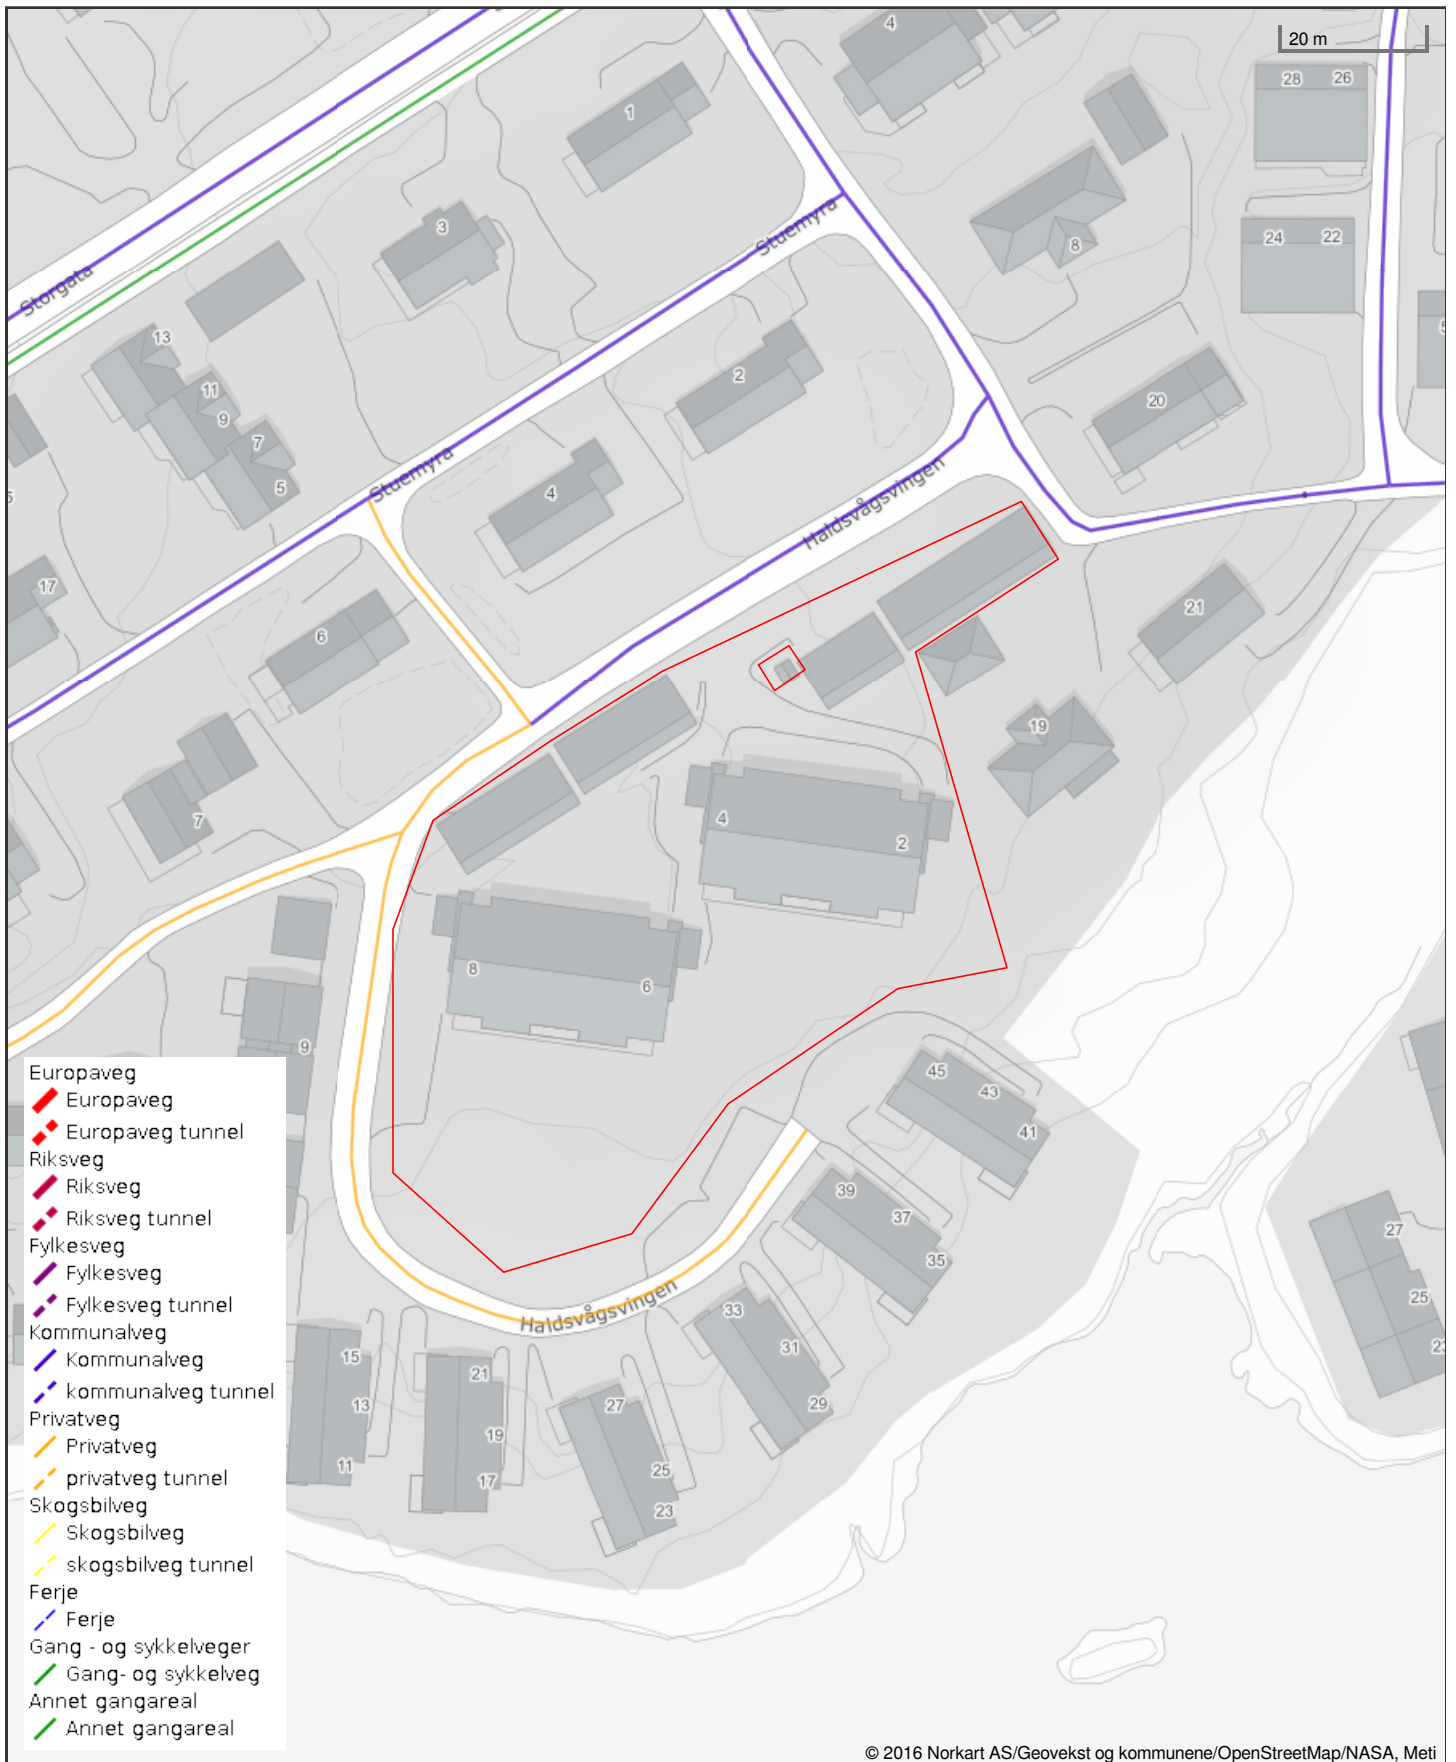 20 m
4
28 26
1
3
8
24 22
Stuemyra
Storgata
13
11
9
7
5
2
20
Stuemyra
4
Haldsvågsvingen
17
21
6
19
7
4
2
8
6
9
45
43
41
39
37
35
33
31
29
27
25
23
Haldsvågsvingen
15
13
11
21
19
17
27
25
23
Europaveg
Europaveg
Europaveg tunnel
Riksveg
Riksveg
Riksveg tunnel
Fylkesveg
Fylkesveg
Fylkesveg tunnel
Kommunalveg
Kommunalveg
kommunalveg tunnel
Privatveg
Privatveg
privatveg tunnel
Skogsbilveg
Skogsbilveg
skogsbilveg tunnel
Ferje
Ferje
Gang - og sykkelveger
Gang- og sykkelveg
Annet gangareal
Annet gangareal
© 2016 Norkart AS/Geovekst og kommunene/OpenStreetMap/NASA, Meti